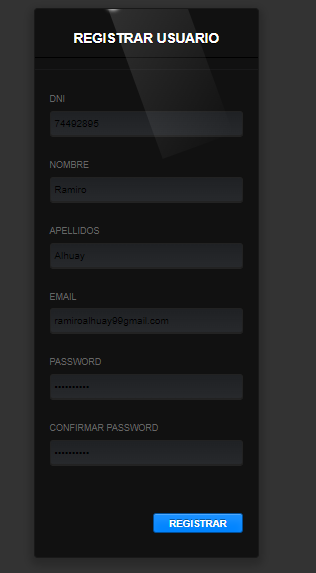 REGISTRAR USUARIO
DNI
74492895
NOMBRE
Ramiro
APELLIDOS
Alhuay
EMAIL
ramiroalhuay99gmail.com
PASSWORD
••••••••••
CONFIRMAR PASSWORD
••••••••••
REGISTRAR